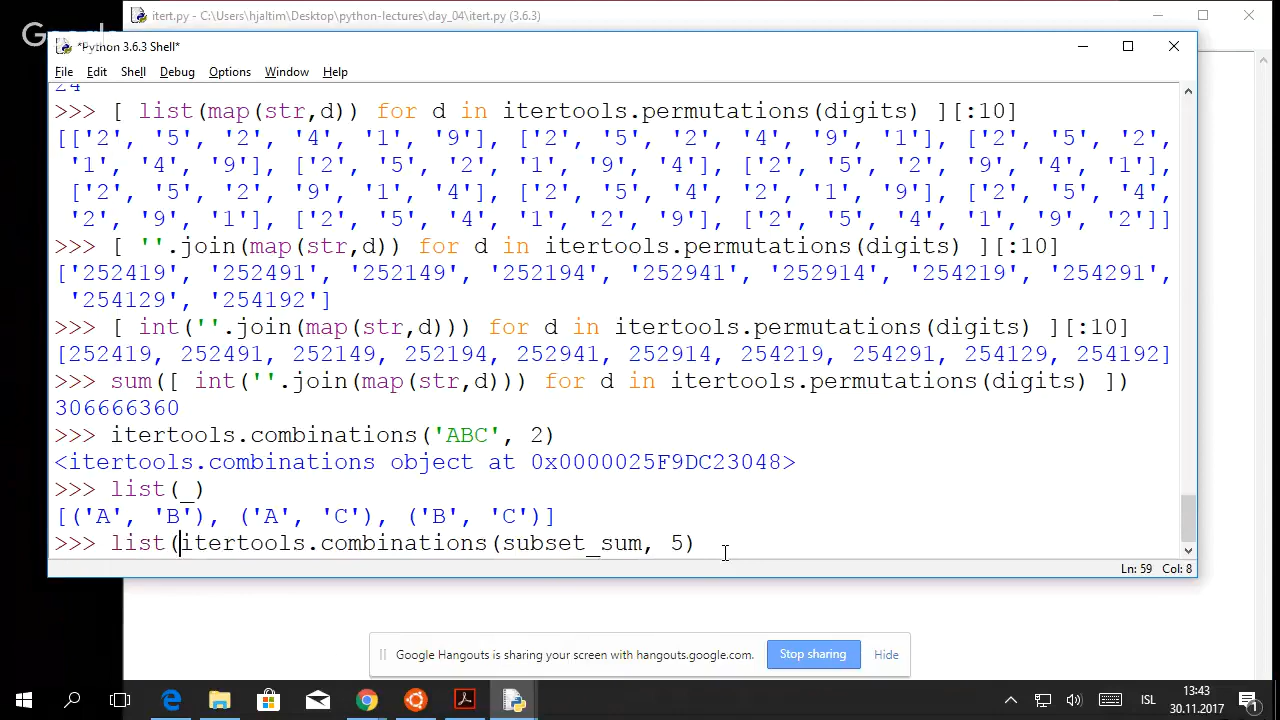 itert.py - C:\Users\hjaltim\Desktop\python-lectures\day_04\itert.py (3.6.3)
Google
*Python 3.6.3 Shell*
File Edit Shell Debug Options Window Help
24
>>> [ list(map(str,d)) for d in itertools.permutations(digits) ][:10]
[['2', '5', '2', '4', '1', '9'], ['2', '5', '2', '4', '9', '1'], ['2', '5', '2',
'1', '4', '9'], ['2', '5', '2', '1', '9', '4'], ['2', '5', '2', '9', '4', '1'],
['2', '5', '2', '9', '1', '4'], ['2', '5', '4', '2', '1', '9'], ['2', '5', '4',
'2', '9', '1'], ['2', '5', '4', '1', '2', '9'], ['2', '5', '4', '1', '9', '2']]
>>> [ ''.join(map(str,d)) for d in itertools.permutations(digits) ][:10]
['252419', '252491', '252149', '252194', '252941', '252914', '254219', '254291',
'254129', '254192']
>>> [ int(''.join(map(str,d))) for d in itertools.permutations(digits) ][:10]
[252419, 252491, 252149, 252194, 252941, 252914, 254219, 254291, 254129, 254192]
>>> sum([ int(''.join(map(str,d))) for d in itertools.permutations(digits) ])
306666360
>>> itertools.combinations('ABC', 2)
<itertools.combinations object at 0x0000025F9DC23048>
>>> list(_)
[('A', 'B'), ('A', 'C'), ('B', 'C')]
>>> list(itertools.combinations(subset_sum, 5)
Ln: 59 Col: 8
Google Hangouts is sharing your screen with hangouts.google.com. Stop sharing Hide
ISL
13:43
30.11.2017
1